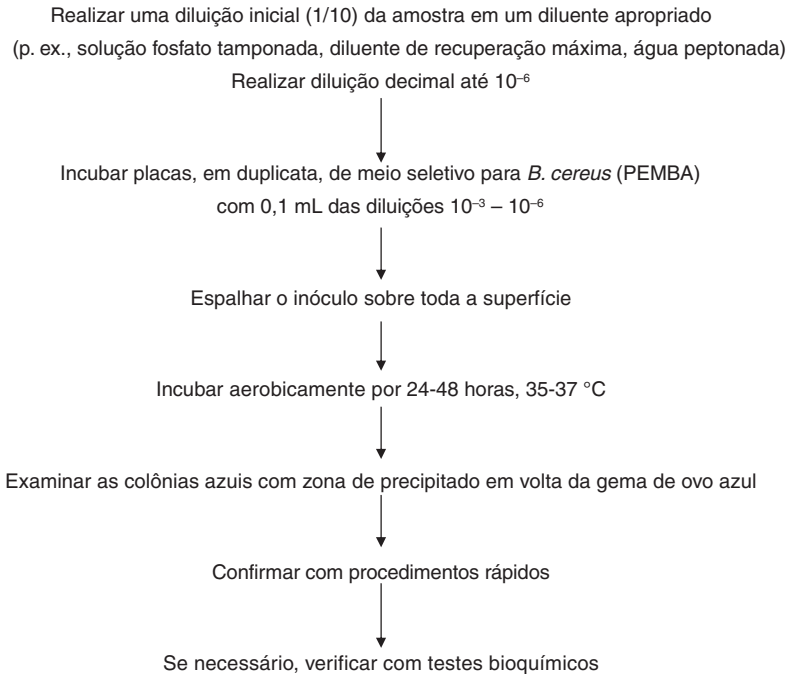 Realizar uma diluição inicial (1/10) da amostra em um diluente apropriado
(p. ex., solução fosfato tamponada, diluente de recuperação máxima, água peptonada)
Realizar diluição decimal até 10⁻⁶
Incubar placas, em duplicata, de meio seletivo para B. cereus (PEMBA)
com 0,1 mL das diluições 10⁻³ – 10⁻⁶
Espalhar o inóculo sobre toda a superfície
Incubar aerobicamente por 24-48 horas, 35-37 °C
Examinar as colônias azuis com zona de precipitado em volta da gema de ovo azul
Confirmar com procedimentos rápidos
Se necessário, verificar com testes bioquímicos